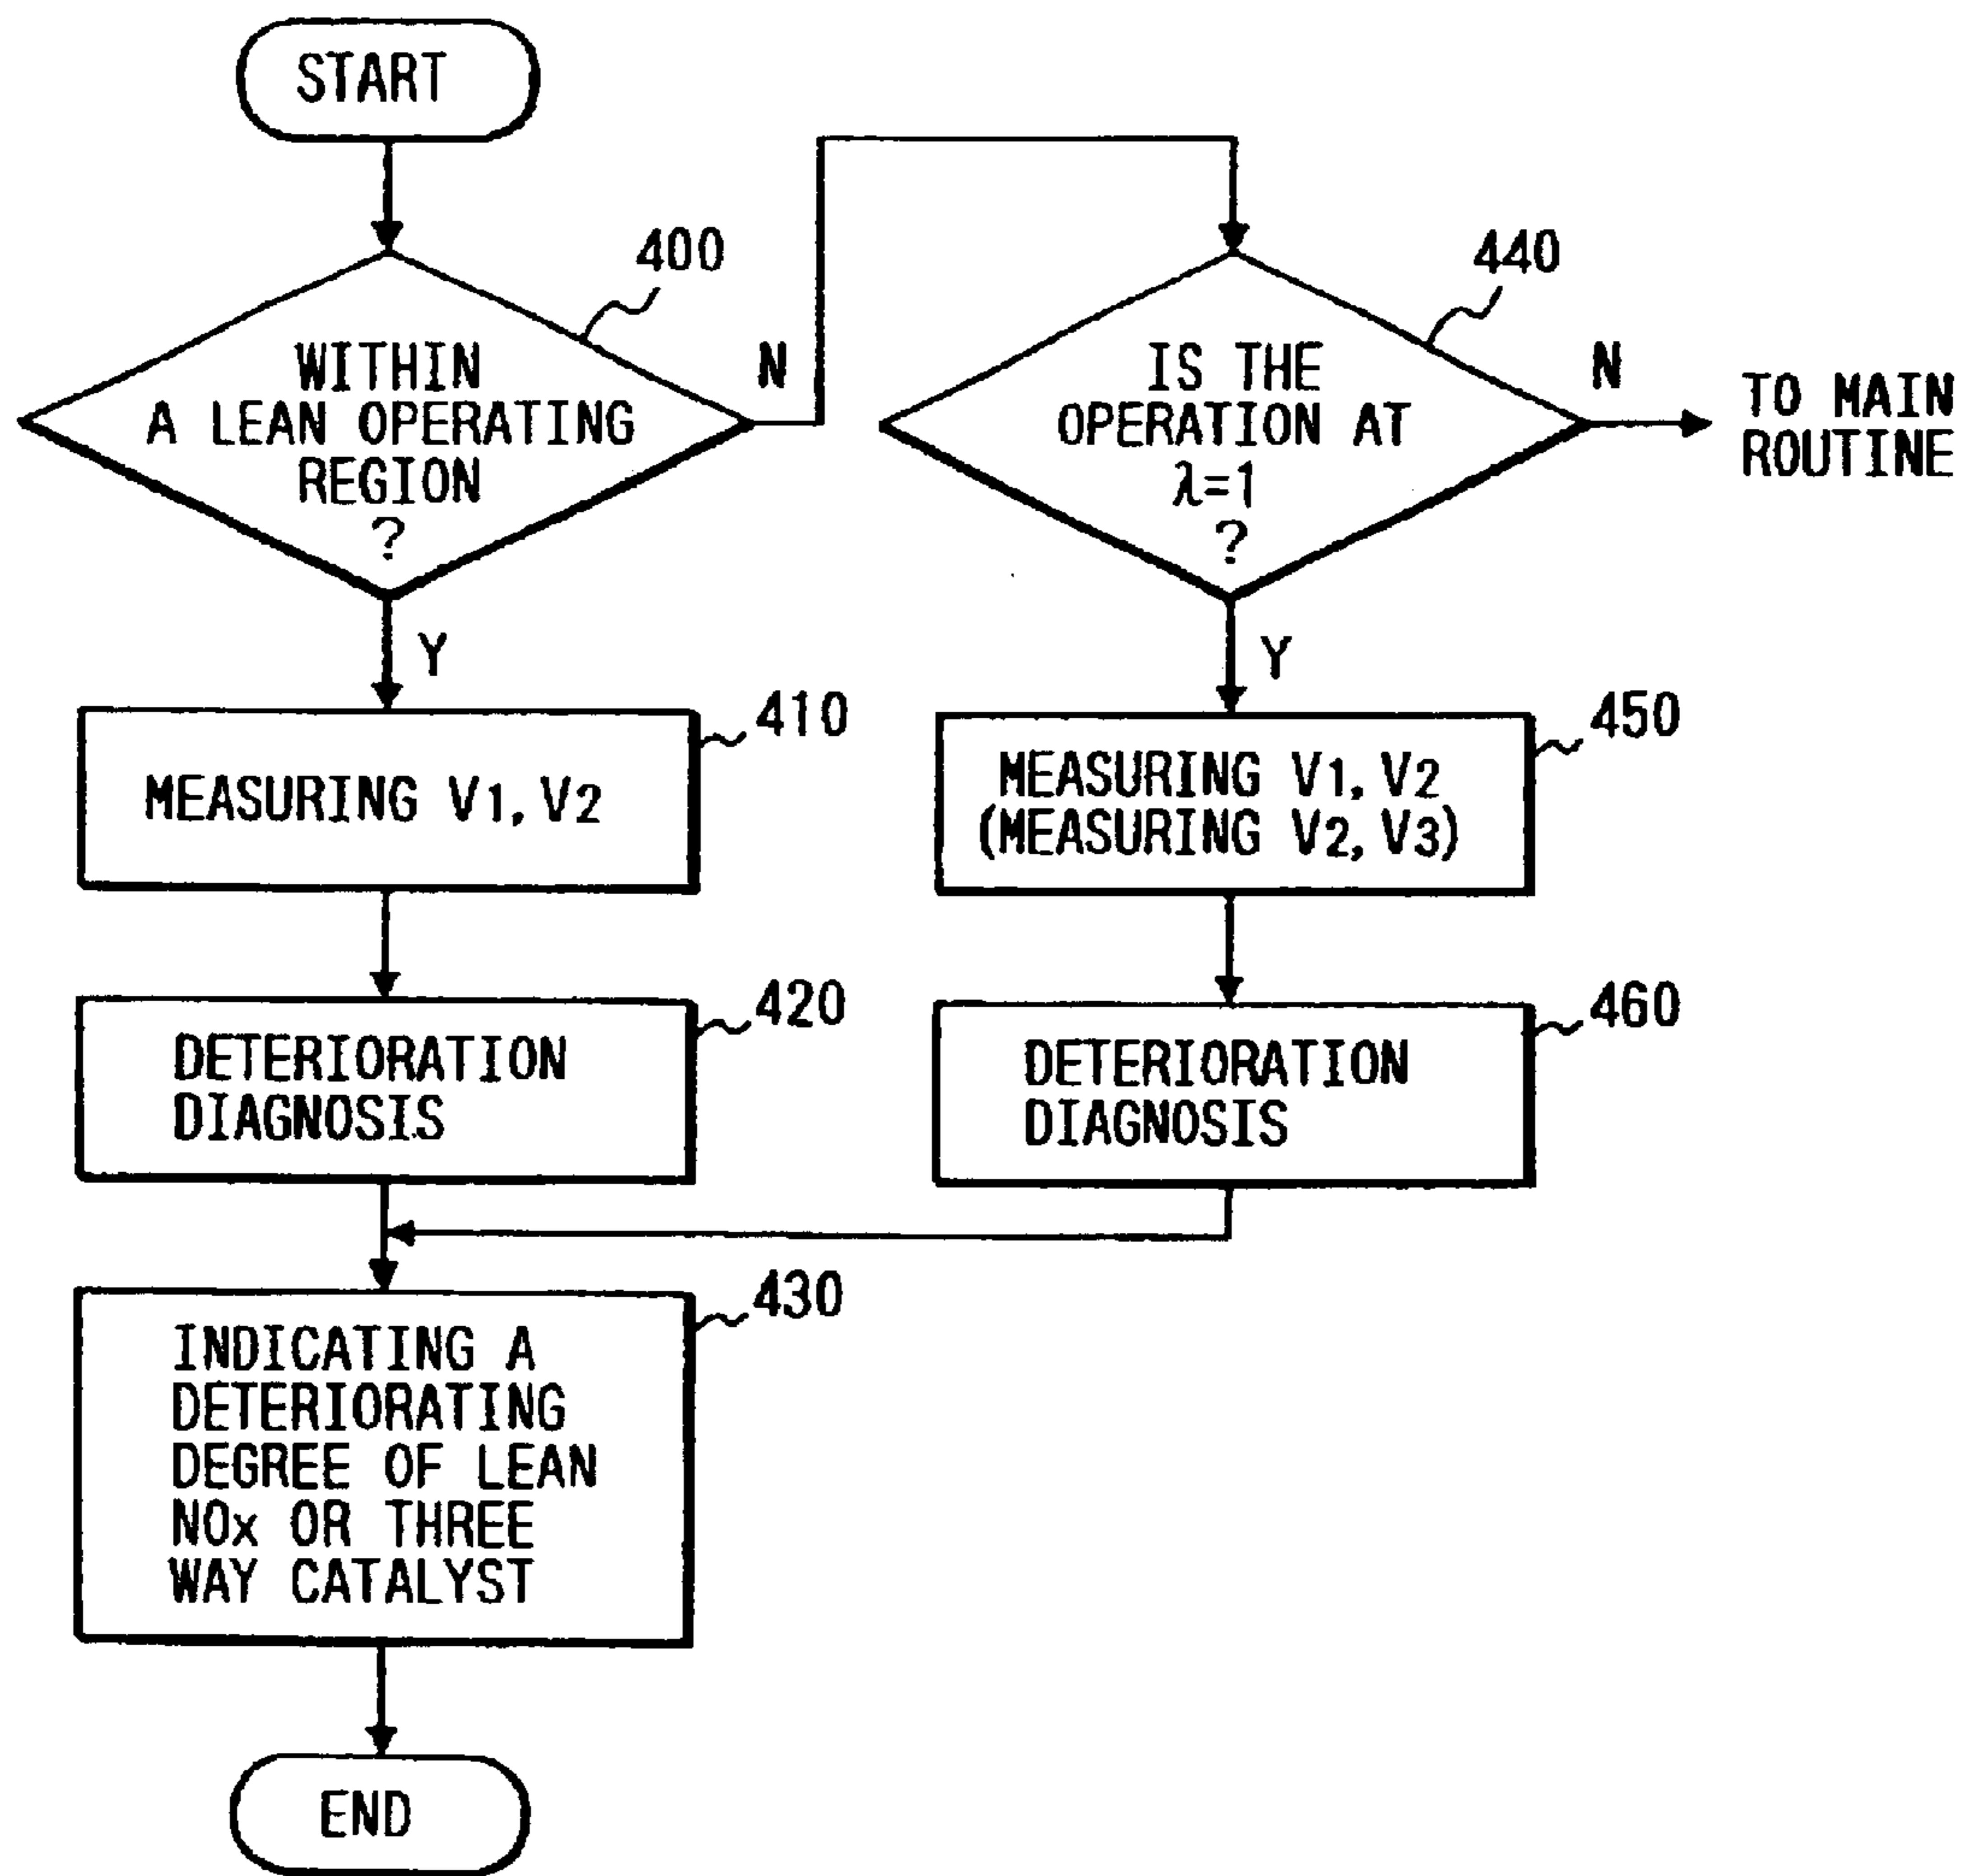 START
400
WITHIN
A LEAN OPERATING
REGION
?
N
Y
440
IS THE
OPERATION AT
λ=1
?
N
TO MAIN
ROUTINE
Y
410
MEASURING V1, V2
450
MEASURING V1, V2
(MEASURING V2, V3)
420
DETERIORATION
DIAGNOSIS
460
DETERIORATION
DIAGNOSIS
430
INDICATING A
DETERIORATING
DEGREE OF LEAN
NOx OR THREE
WAY CATALYST
END